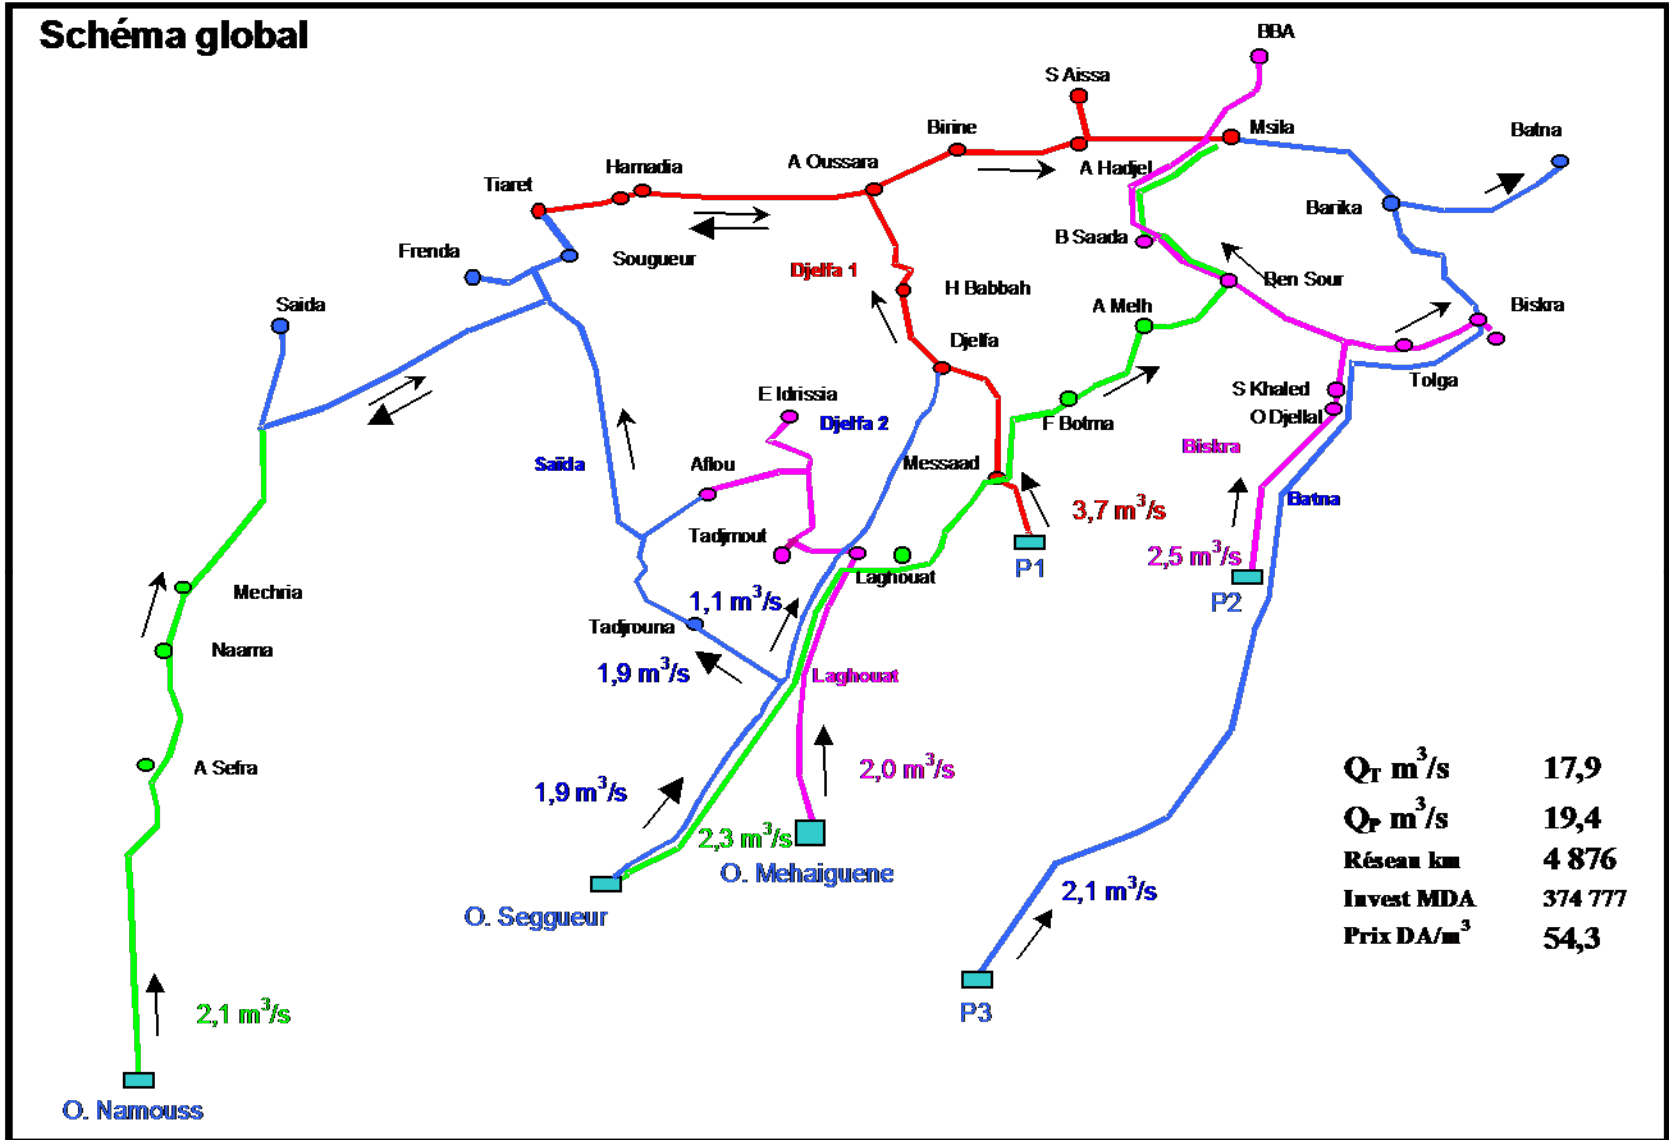 Schéma global
BBA
S Aissa
Birine
Msila
Batna
Hamadia
A Oussara
A Hadjel
Tiaret
Barika
Frenda
Sougueur
B Saada
Djelfa 1
H Babbah
Ben Sour
Saida
A Melh
Biskra
Djelfa
E Idrissia
Djelfa 2
S Khaled
Tolga
O Djellal
F Botma
Saïda
Aflou
Messaad
Biskra
Batna
3,7 m³/s
Tadjmout
2,5 m³/s
Laghouat
P1
P2
Mechria
1,1 m³/s
Tadjrouna
Naama
1,9 m³/s
Laghouat
A Sefra
2,0 m³/s
1,9 m³/s
2,3 m³/s
O. Mehaiguene
O. Seggueur
2,1 m³/s
P3
2,1 m³/s
O. Namouss
Q_T m³/s 17,9
Q_P m³/s 19,4
Réseau km 4 876
Invest MDA 374 777
Prix DA/m³ 54,3